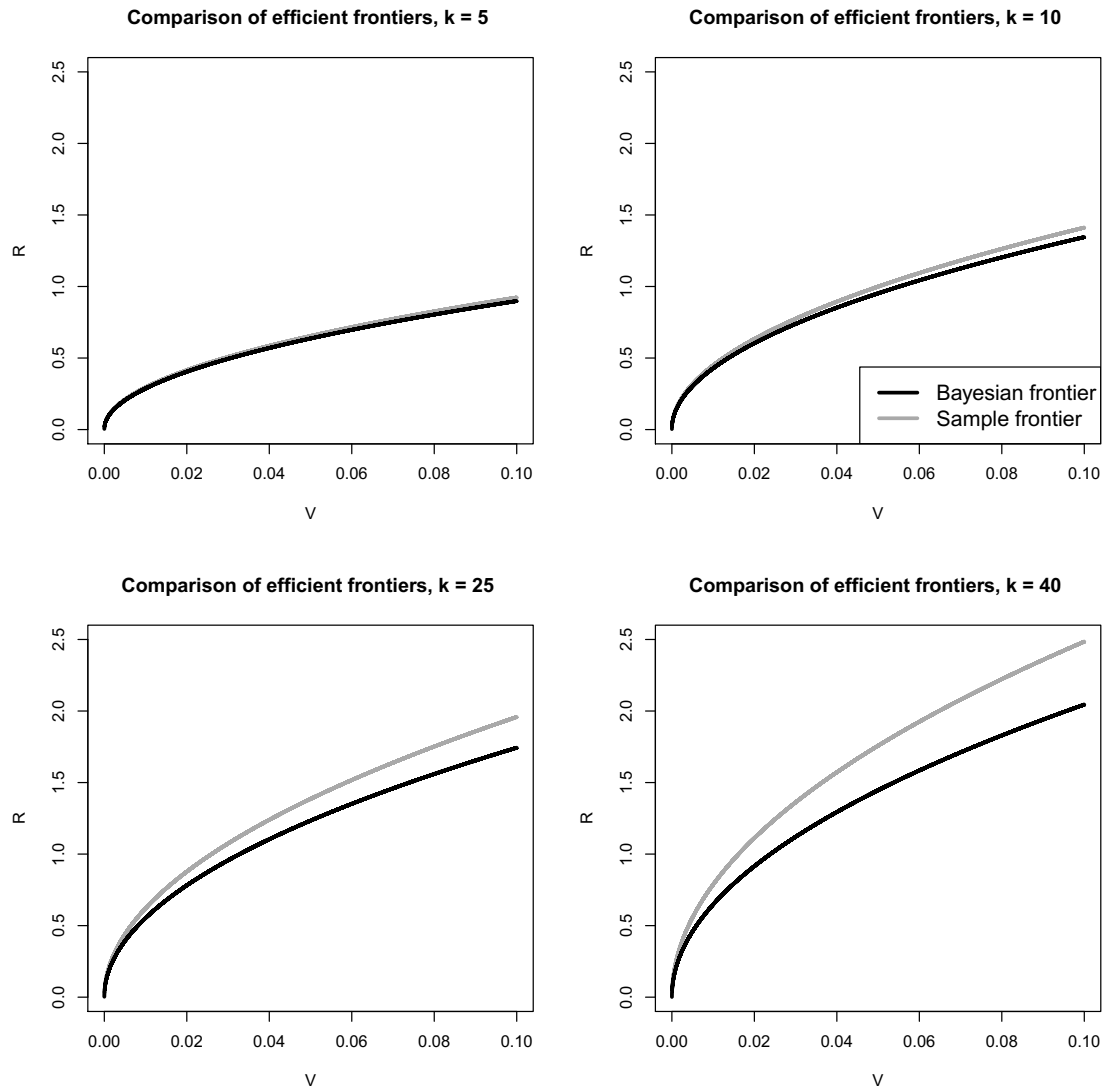 Comparison of efficient frontiers, k = 5
R
0.0 0.5 1.0 1.5 2.0 2.5
0.00 0.02 0.04 0.06 0.08 0.10
V
Comparison of efficient frontiers, k = 10
R
0.0 0.5 1.0 1.5 2.0 2.5
Bayesian frontier
Sample frontier
0.00 0.02 0.04 0.06 0.08 0.10
V
Comparison of efficient frontiers, k = 25
R
0.0 0.5 1.0 1.5 2.0 2.5
0.00 0.02 0.04 0.06 0.08 0.10
V
Comparison of efficient frontiers, k = 40
R
0.0 0.5 1.0 1.5 2.0 2.5
0.00 0.02 0.04 0.06 0.08 0.10
V